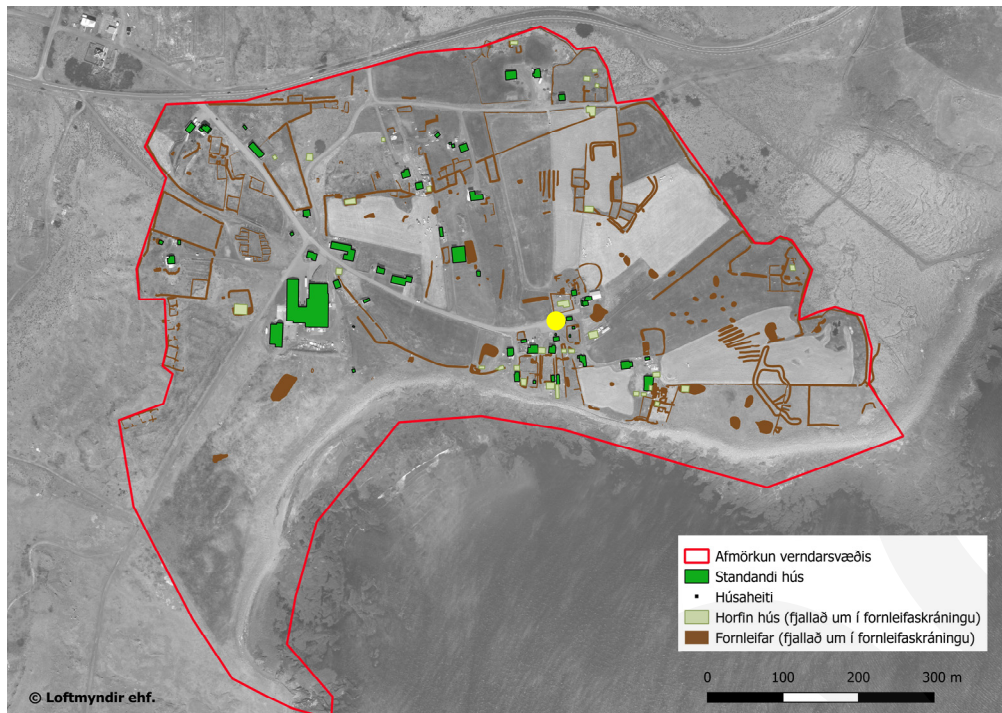 Afmörkun verndarsvæðis
Standandi hús
Húsaheiti
Horfin hús (fjallað um í fornleifaskráningu)
Fornleifar (fjallað um í fornleifaskráningu)
0 100 200 300 m
© Loftmyndir ehf.